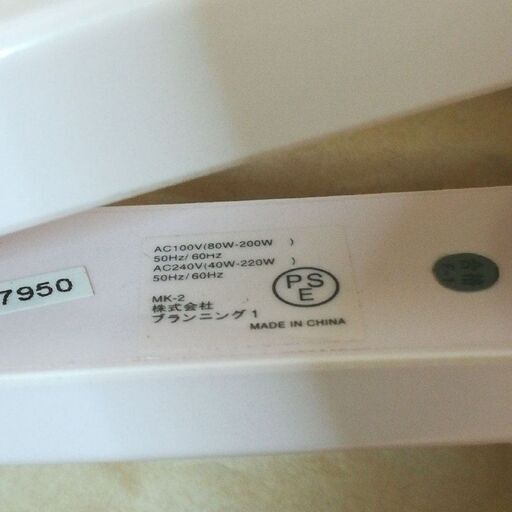 AC100V(80W-200W )
50Hz/60Hz
AC240V(40W-220W )
50Hz/60Hz
PS
E
MK-2
株式会社
プランニング1
MADE IN CHINA
7950